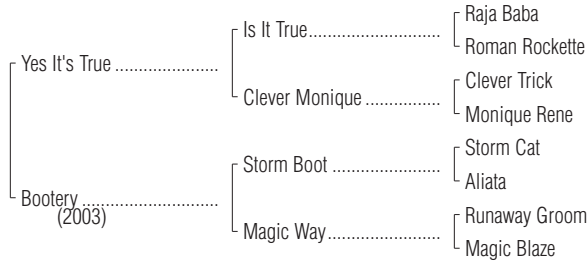 Raja Baba
Is It True
Roman Rockette
Yes It's True
Clever Trick
Clever Monique
Monique Rene
Storm Cat
Storm Boot
Aliata
Bootery
(2003)
Runaway Groom
Magic Way
Magic Blaze